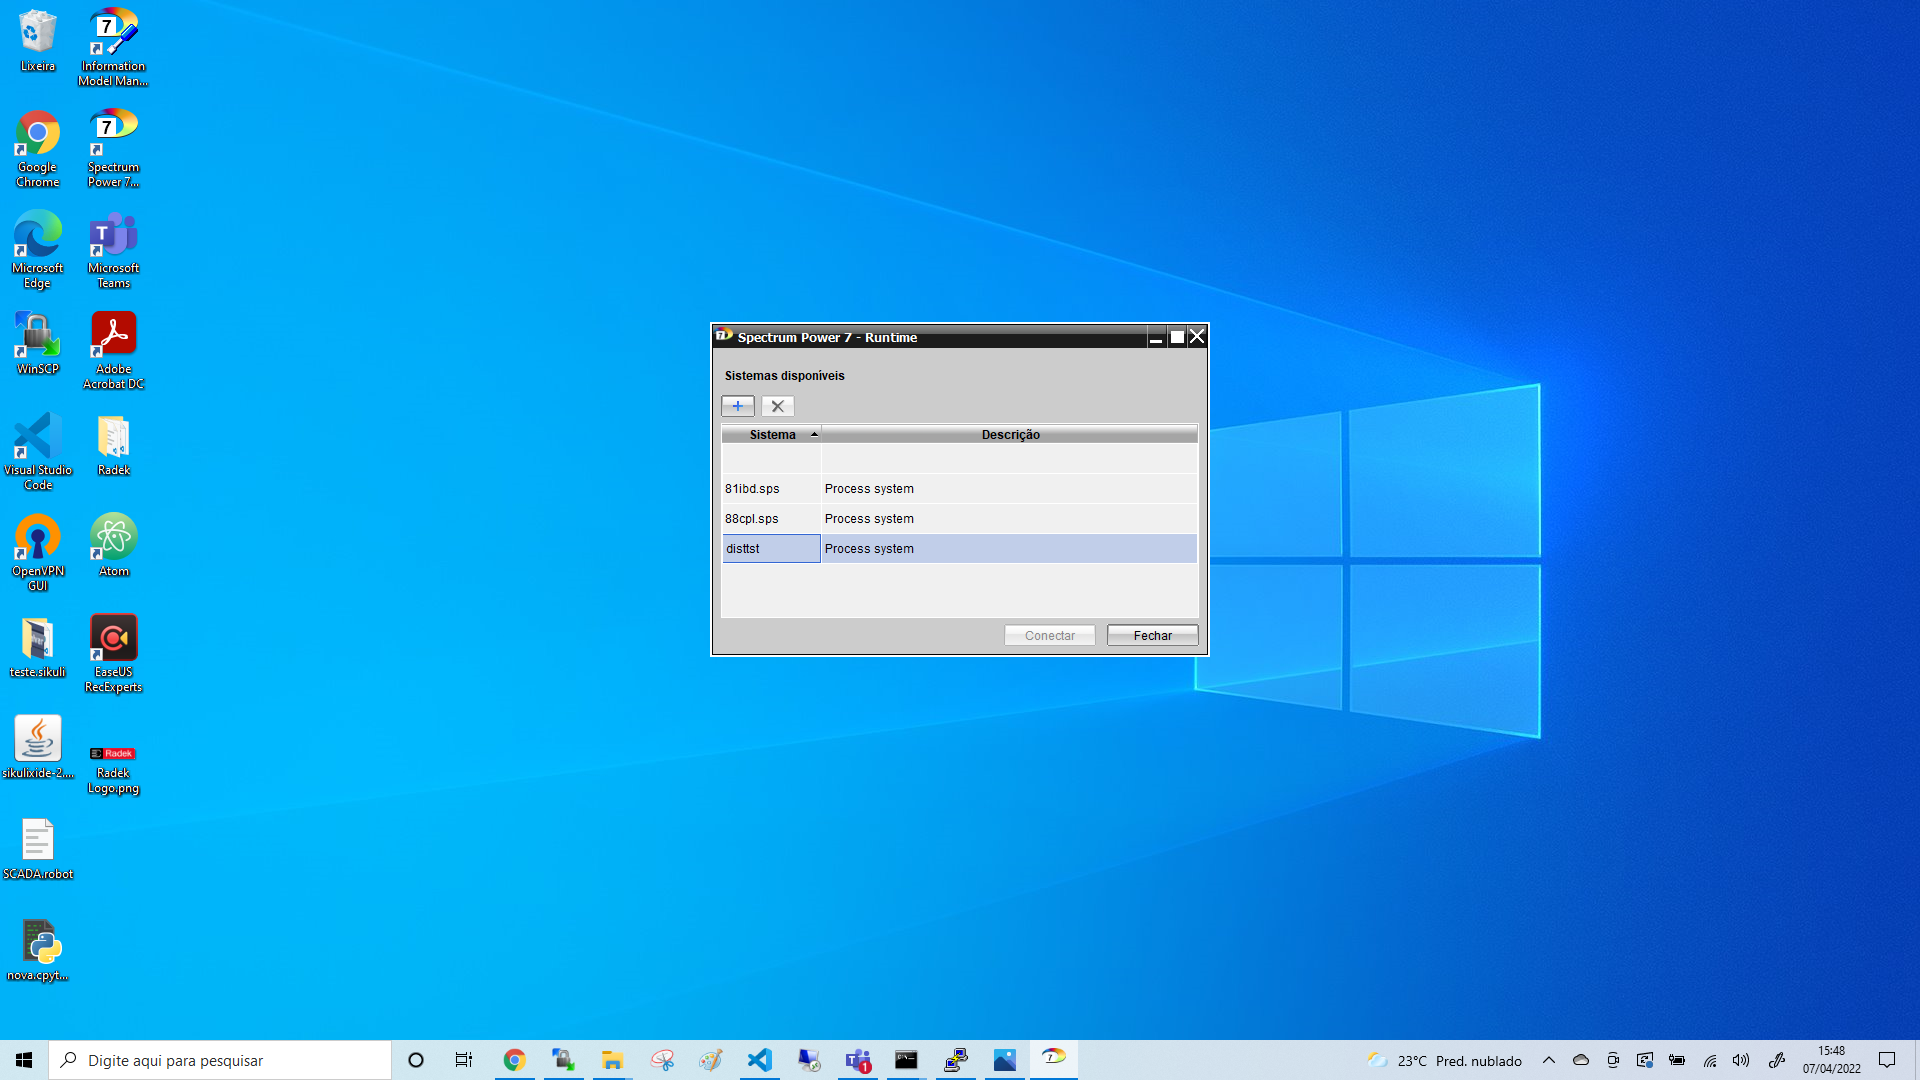 Lixeira
Information
Model Man...
Google
Chrome
Spectrum
Power 7...
Microsoft
Edge
Microsoft
Teams
WinSCP
Adobe
Acrobat DC
Visual Studio
Code
Radek
OpenVPN
GUI
Atom
teste.sikuli
EaseUS
RecExperts
sikulixide-2....
Radek
Radek
Logo.png
SCADA.robot
nova.cpyt...
Spectrum Power 7 - Runtime
Sistemas disponíveis
Sistema Descrição
81ibd.sps Process system
88cpl.sps Process system
disttst Process system
Conectar Fechar
Digite aqui para pesquisar
1
23°C Pred. nublado
15:48
07/04/2022